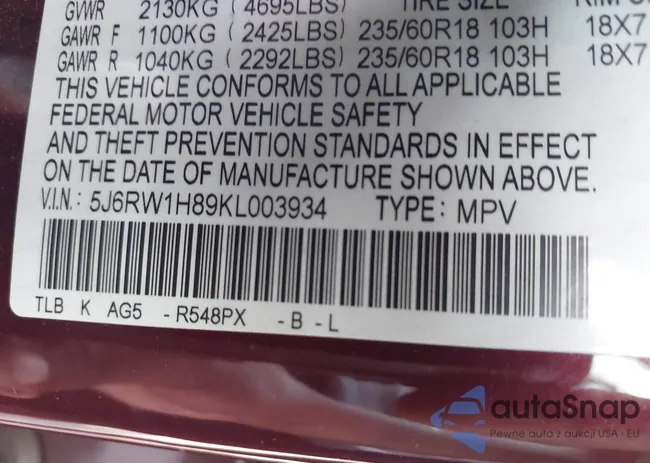 GVWR 2130KG (4695LBS) TIRE SIZE
GAWR F 1100KG (2425LBS) 235/60R18 103H 18X7
GAWR R 1040KG (2292LBS) 235/60R18 103H 18X7
THIS VEHICLE CONFORMS TO ALL APPLICABLE
FEDERAL MOTOR VEHICLE SAFETY
AND THEFT PREVENTION STANDARDS IN EFFECT
ON THE DATE OF MANUFACTURE SHOWN ABOVE.
V.I.N.: 5J6RW1H89KL003934 TYPE: MPV
TLB K AG5 -R548PX -B-L
autaSnap
Pewne auta z aukcji USA i EU